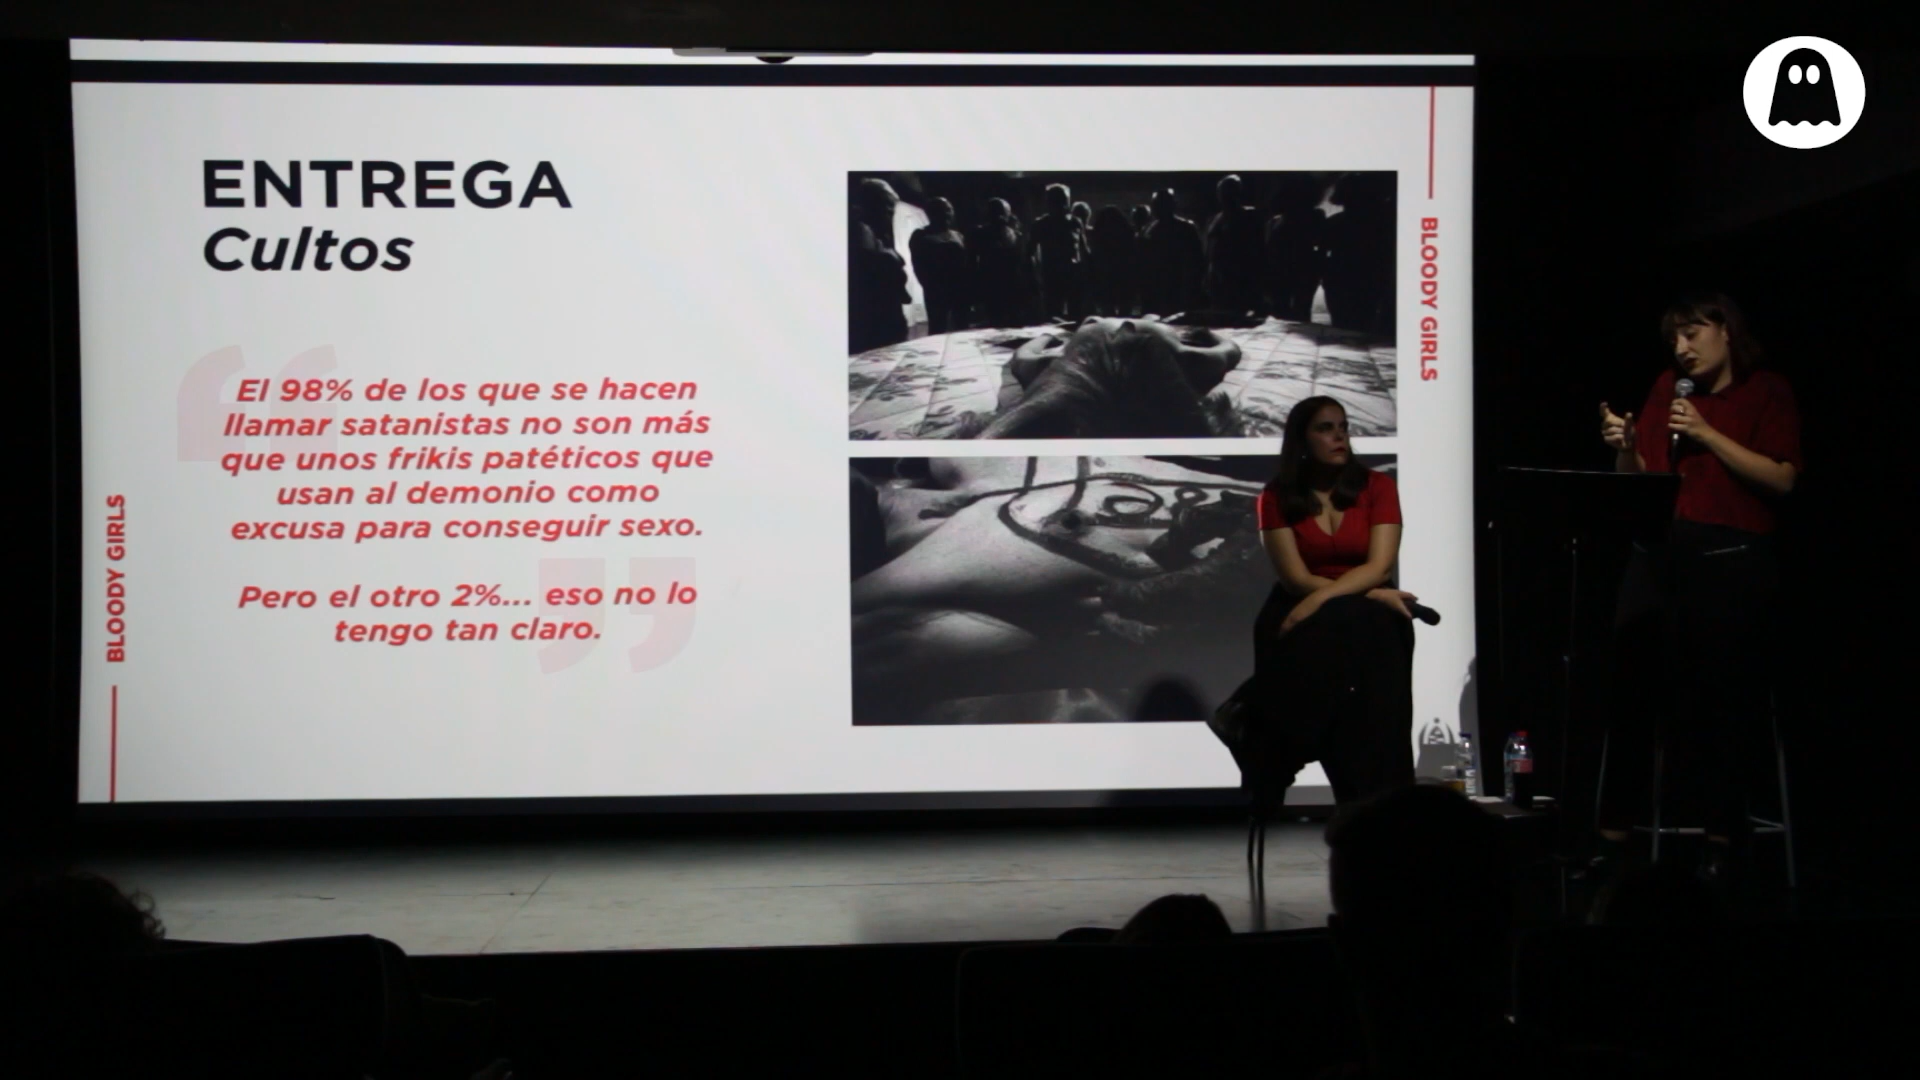 ENTREGA
Cultos
El 98% de los que se hacen
llamar satanistas no son más
que unos frikis patéticos que
usan al demonio como
excusa para conseguir sexo.
Pero el otro 2%... eso no lo
tengo tan claro.
BLOODY GIRLS
BLOODY GIRLS